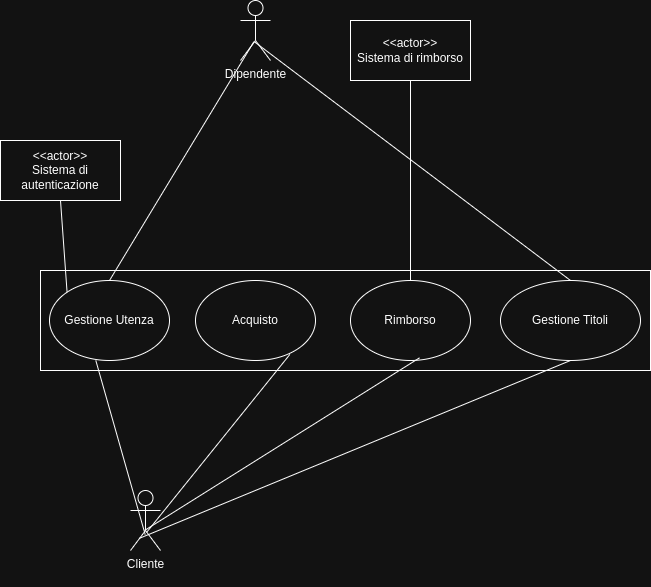 Dipendente
<<actor>>
Sistema di rimborso
<<actor>>
Sistema di
autenticazione
Gestione Utenza
Acquisto
Rimborso
Gestione Titoli
Cliente